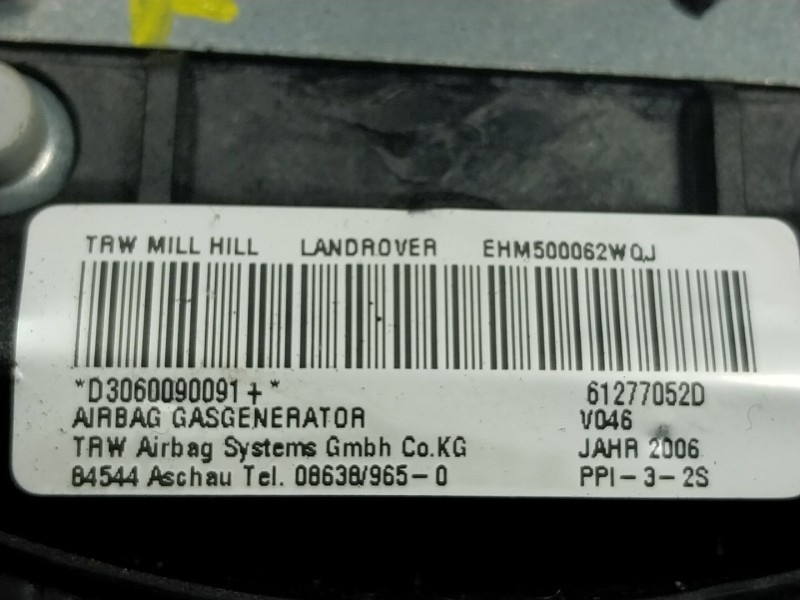 TRW MILL HILL LANDROVER EHM500062WQJ
*D3060090091+* 61277052D
AIRBAG GASGENERATOR V046
TRW Airbag Systems Gmbh Co.KG JAHR 2006
84544 Aschau Tel. 08638/965-0 PPI-3-2S